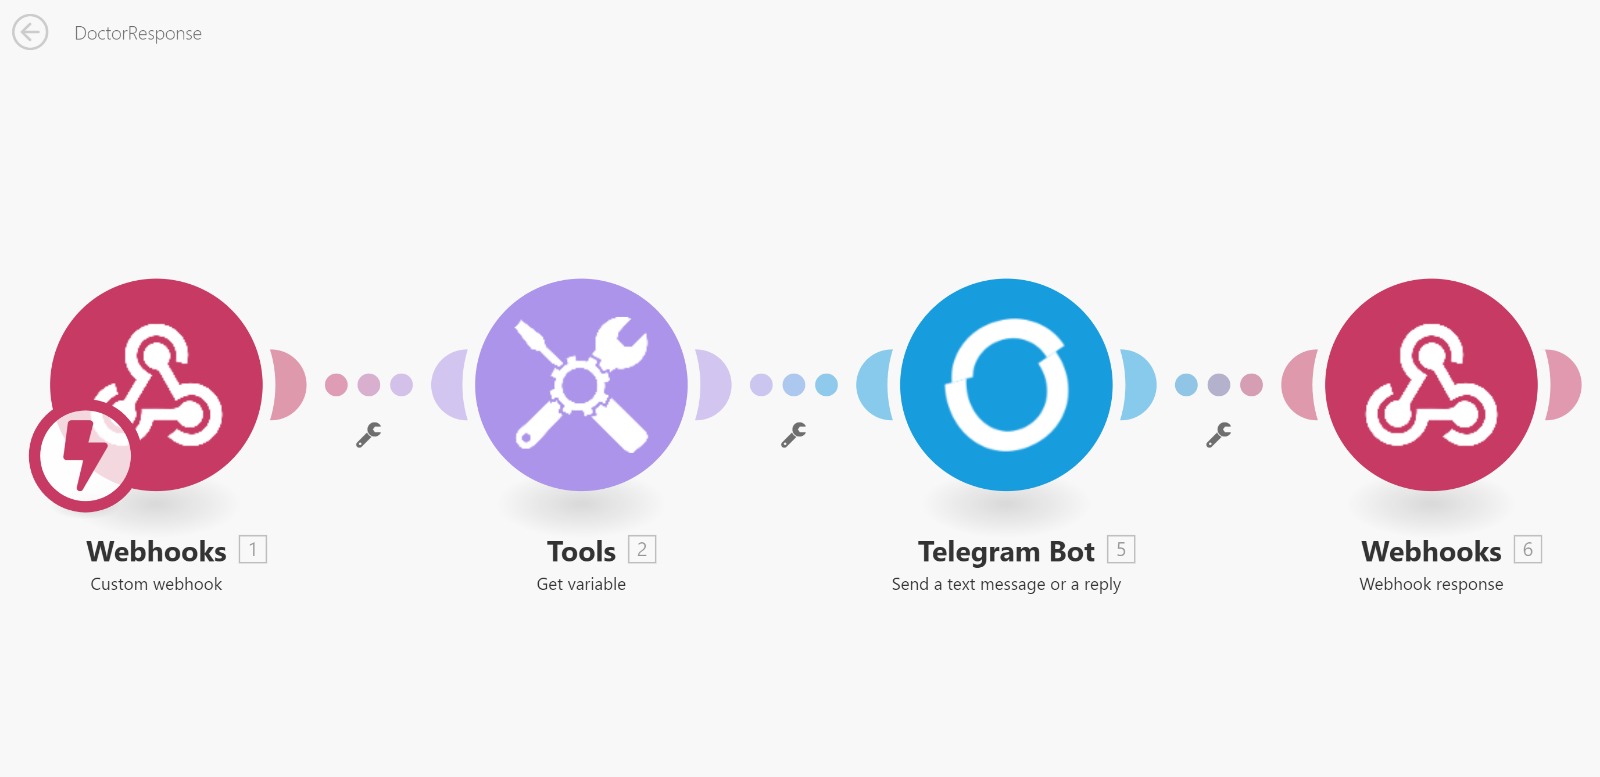 DoctorResponse
Webhooks 1
Custom webhook
Tools 2
Get variable
Telegram Bot 5
Send a text message or a reply
Webhooks 6
Webhook response